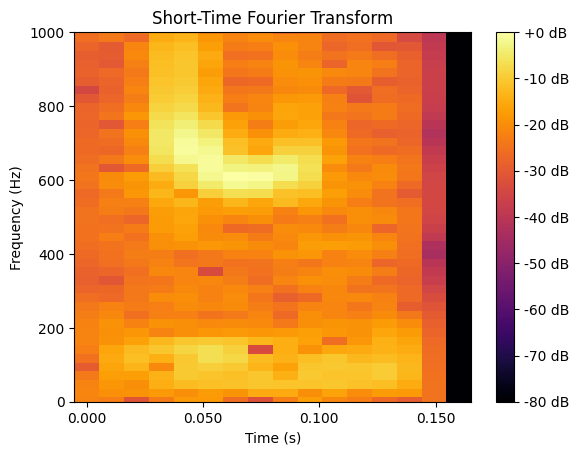 Short-Time Fourier Transform
1000
800
600
400
200
0
Frequency (Hz)
0.000
0.050
0.100
0.150
Time (s)
+0 dB
-10 dB
-20 dB
-30 dB
-40 dB
-50 dB
-60 dB
-70 dB
-80 dB